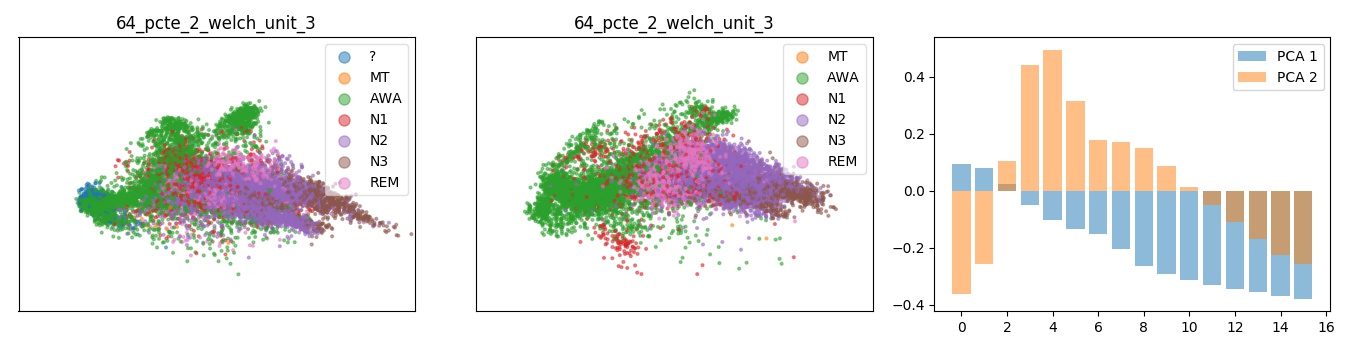 64_pcte_2_welch_unit_3
?
MT
AWA
N1
N2
N3
REM
64_pcte_2_welch_unit_3
MT
AWA
N1
N2
N3
REM
PCA 1
PCA 2
0.4
0.2
0.0
−0.2
−0.4
0 2 4 6 8 10 12 14 16